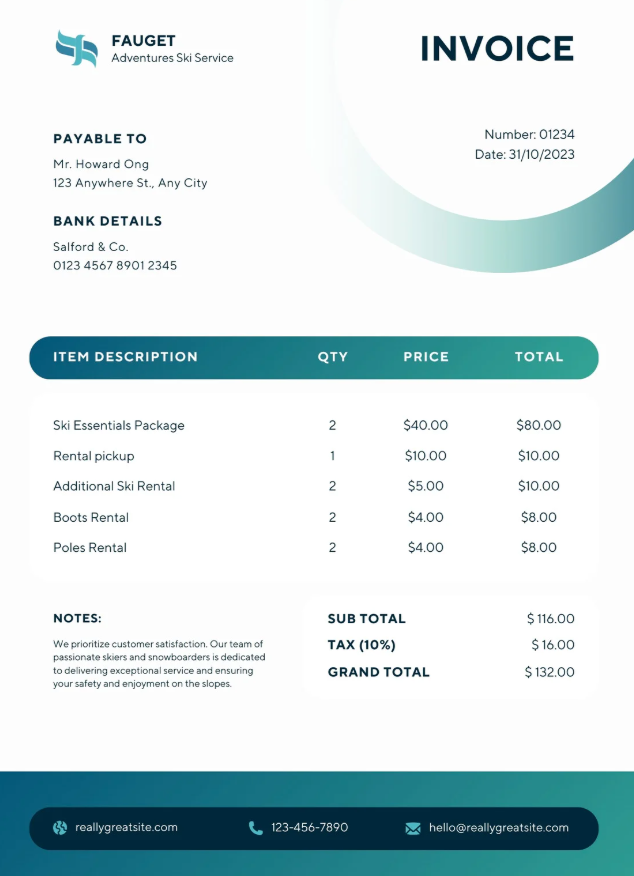 FAUGET
Adventures Ski Service
INVOICE
Number: 01234
Date: 31/10/2023
PAYABLE TO
Mr. Howard Ong
123 Anywhere St., Any City
BANK DETAILS
Salford & Co.
0123 4567 8901 2345
ITEM DESCRIPTION QTY PRICE TOTAL
Ski Essentials Package 2 $40.00 $80.00
Rental pickup 1 $10.00 $10.00
Additional Ski Rental 2 $5.00 $10.00
Boots Rental 2 $4.00 $8.00
Poles Rental 2 $4.00 $8.00
NOTES:
We prioritize customer satisfaction. Our team of
passionate skiers and snowboarders is dedicated
to delivering exceptional service and ensuring
your safety and enjoyment on the slopes.
SUB TOTAL $ 116.00
TAX (10%) $ 16.00
GRAND TOTAL $ 132.00
reallygreatsite.com 123-456-7890 hello@reallygreatsite.com